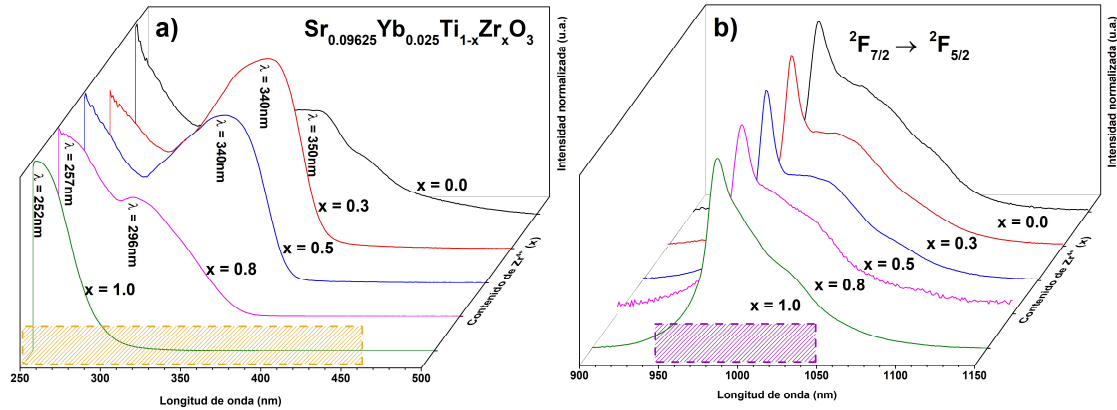 a)
Sr0.09625Yb0.025Ti1-xZrxO3
λ = 252nm
λ = 257nm
λ = 296nm
λ = 340nm
λ = 340nm
λ = 350nm
x = 0.0
x = 0.3
x = 0.5
x = 0.8
x = 1.0
Intensidad normalizada (u.a.)
Contenido de Zr4+ (x)
250 300 350 400 450 500
Longitud de onda (nm)
b)
2F7/2 → 2F5/2
x = 0.0
x = 0.3
x = 0.5
x = 0.8
x = 1.0
Intensidad normalizada (u.a.)
Contenido de Zr4+ (x)
900 950 1000 1050 1100 1150
Longitud de onda (nm)